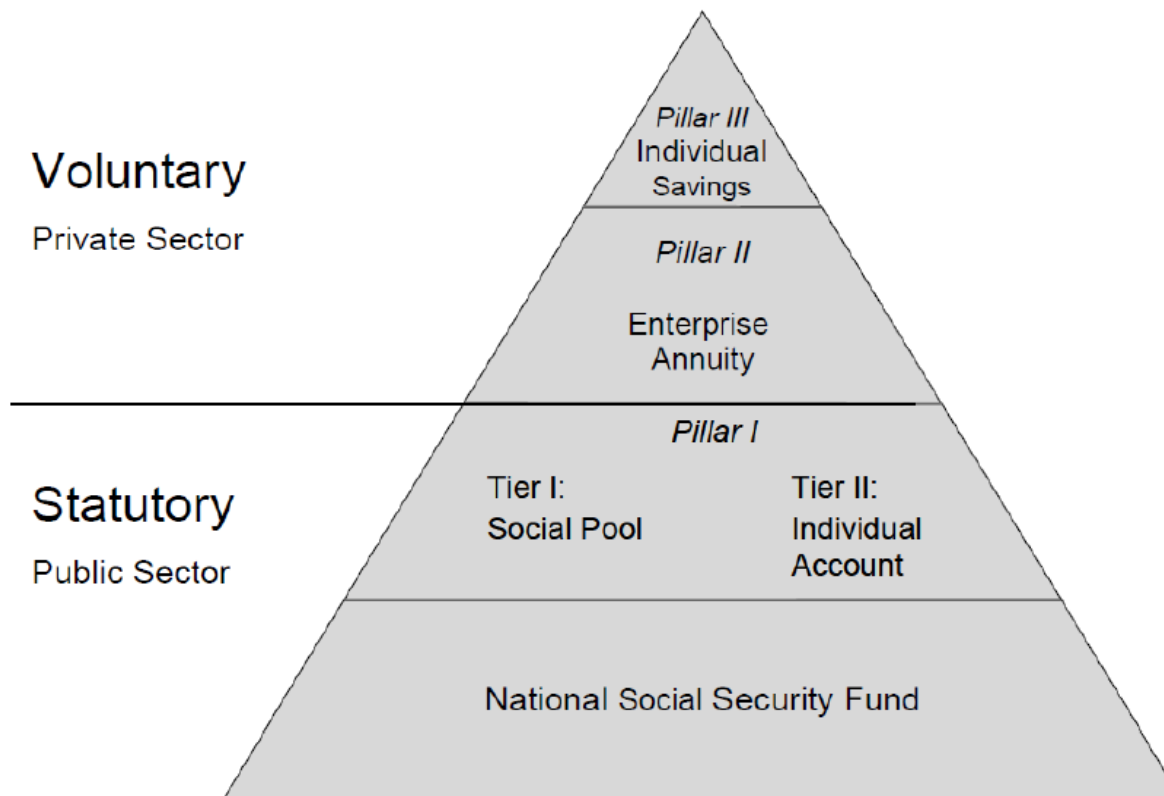 Pillar III
Individual
Savings
Voluntary
Private Sector
Pillar II
Enterprise
Annuity
Pillar I
Statutory
Public Sector
Tier I:
Social Pool
Tier II:
Individual
Account
National Social Security Fund